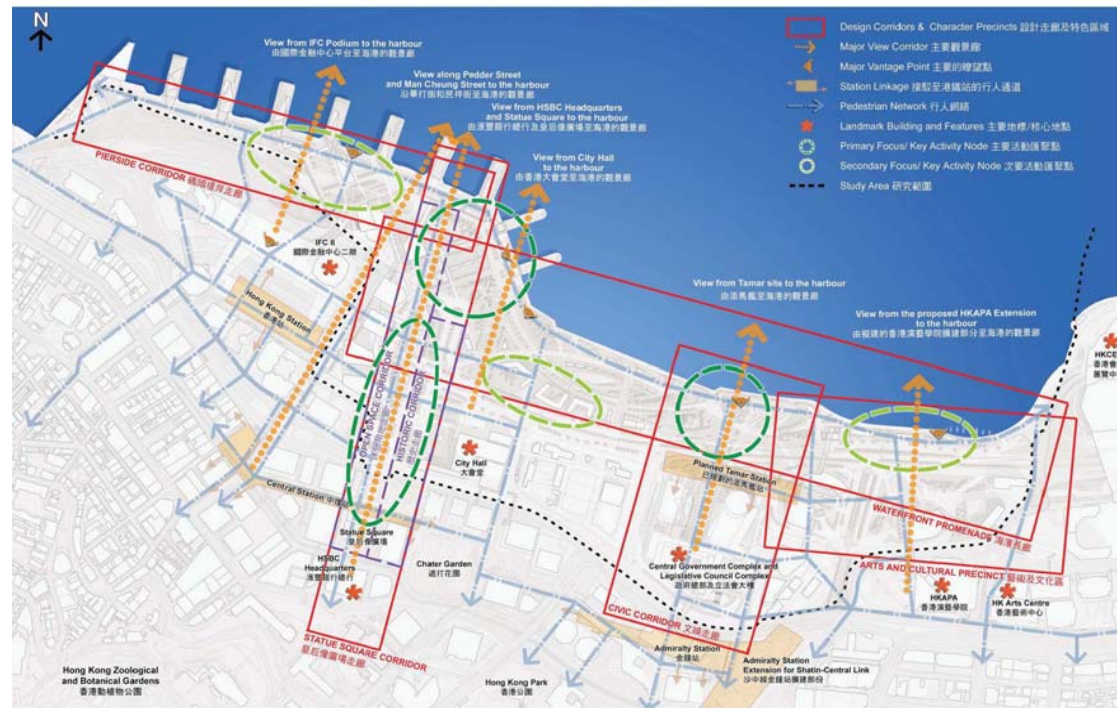 N
Design Corridors & Character Precincts 設計走廊及特色區域
Major View Corridor 主要觀景廊
Major Vantage Point 主要的瞭望點
Station Linkage 接駁至港鐵站的行人通道
Pedestrian Network 行人網絡
Landmark Building and Features 主要地標/核心地點
Primary Focus/ Key Activity Node 主要活動匯聚點
Secondary Focus/ Key Activity Node 次要活動匯聚點
Study Area 研究範圍
View from IFC Podium to the harbour
由國際金融中心平台至海港的觀景廊
View along Pedder Street
and Man Cheung Street to the harbour
沿畢打街和民祥街至海港的觀景廊
View from HSBC Headquarters
and Statue Square to the harbour
由滙豐銀行總行及皇后像廣場至海港的觀景廊
View from City Hall
to the harbour
由香港大會堂至海港的觀景廊
PIERSIDE CORRIDOR 碼頭堤岸走廊
IFC II
國際金融中心二期
Hong Kong Station
香港站
View from Tamar site to the harbour
由添馬艦至海港的觀景廊
View from the proposed HKAPA Extension
to the harbour
由擬建的香港演藝學院擴建部分至海港的觀景廊
HKCE
香港會
展覽中
OPEN SPACE CORRIDOR
HISTORIC CORRIDOR
歷史走廊
City Hall
大會堂
Planned Tamar Station
已規劃的添馬艦站
Central Station 中環站
Statue Square
皇后像廣場
WATERFRONT PROMENADE 海濱長廊
HSBC
Headquarters
滙豐銀行總行
Chater Garden
遮打花園
Central Government Complex and
Legislative Council Complex
政府總部及立法會大樓
ARTS AND CULTURAL PRECINCT 藝術及文化區
HKAPA
香港演藝學院
HK Arts Centre
香港藝術中心
CIVIC CORRIDOR 文娛走廊
STATUE SQUARE CORRIDOR
皇后像廣場走廊
Admiralty Station
金鐘站
Admiralty Station
Extension for Shatin-Central Link
沙中線金鐘站擴建部份
Hong Kong Zoological
and Botanical Gardens
香港動植物公園
Hong Kong Park
香港公園